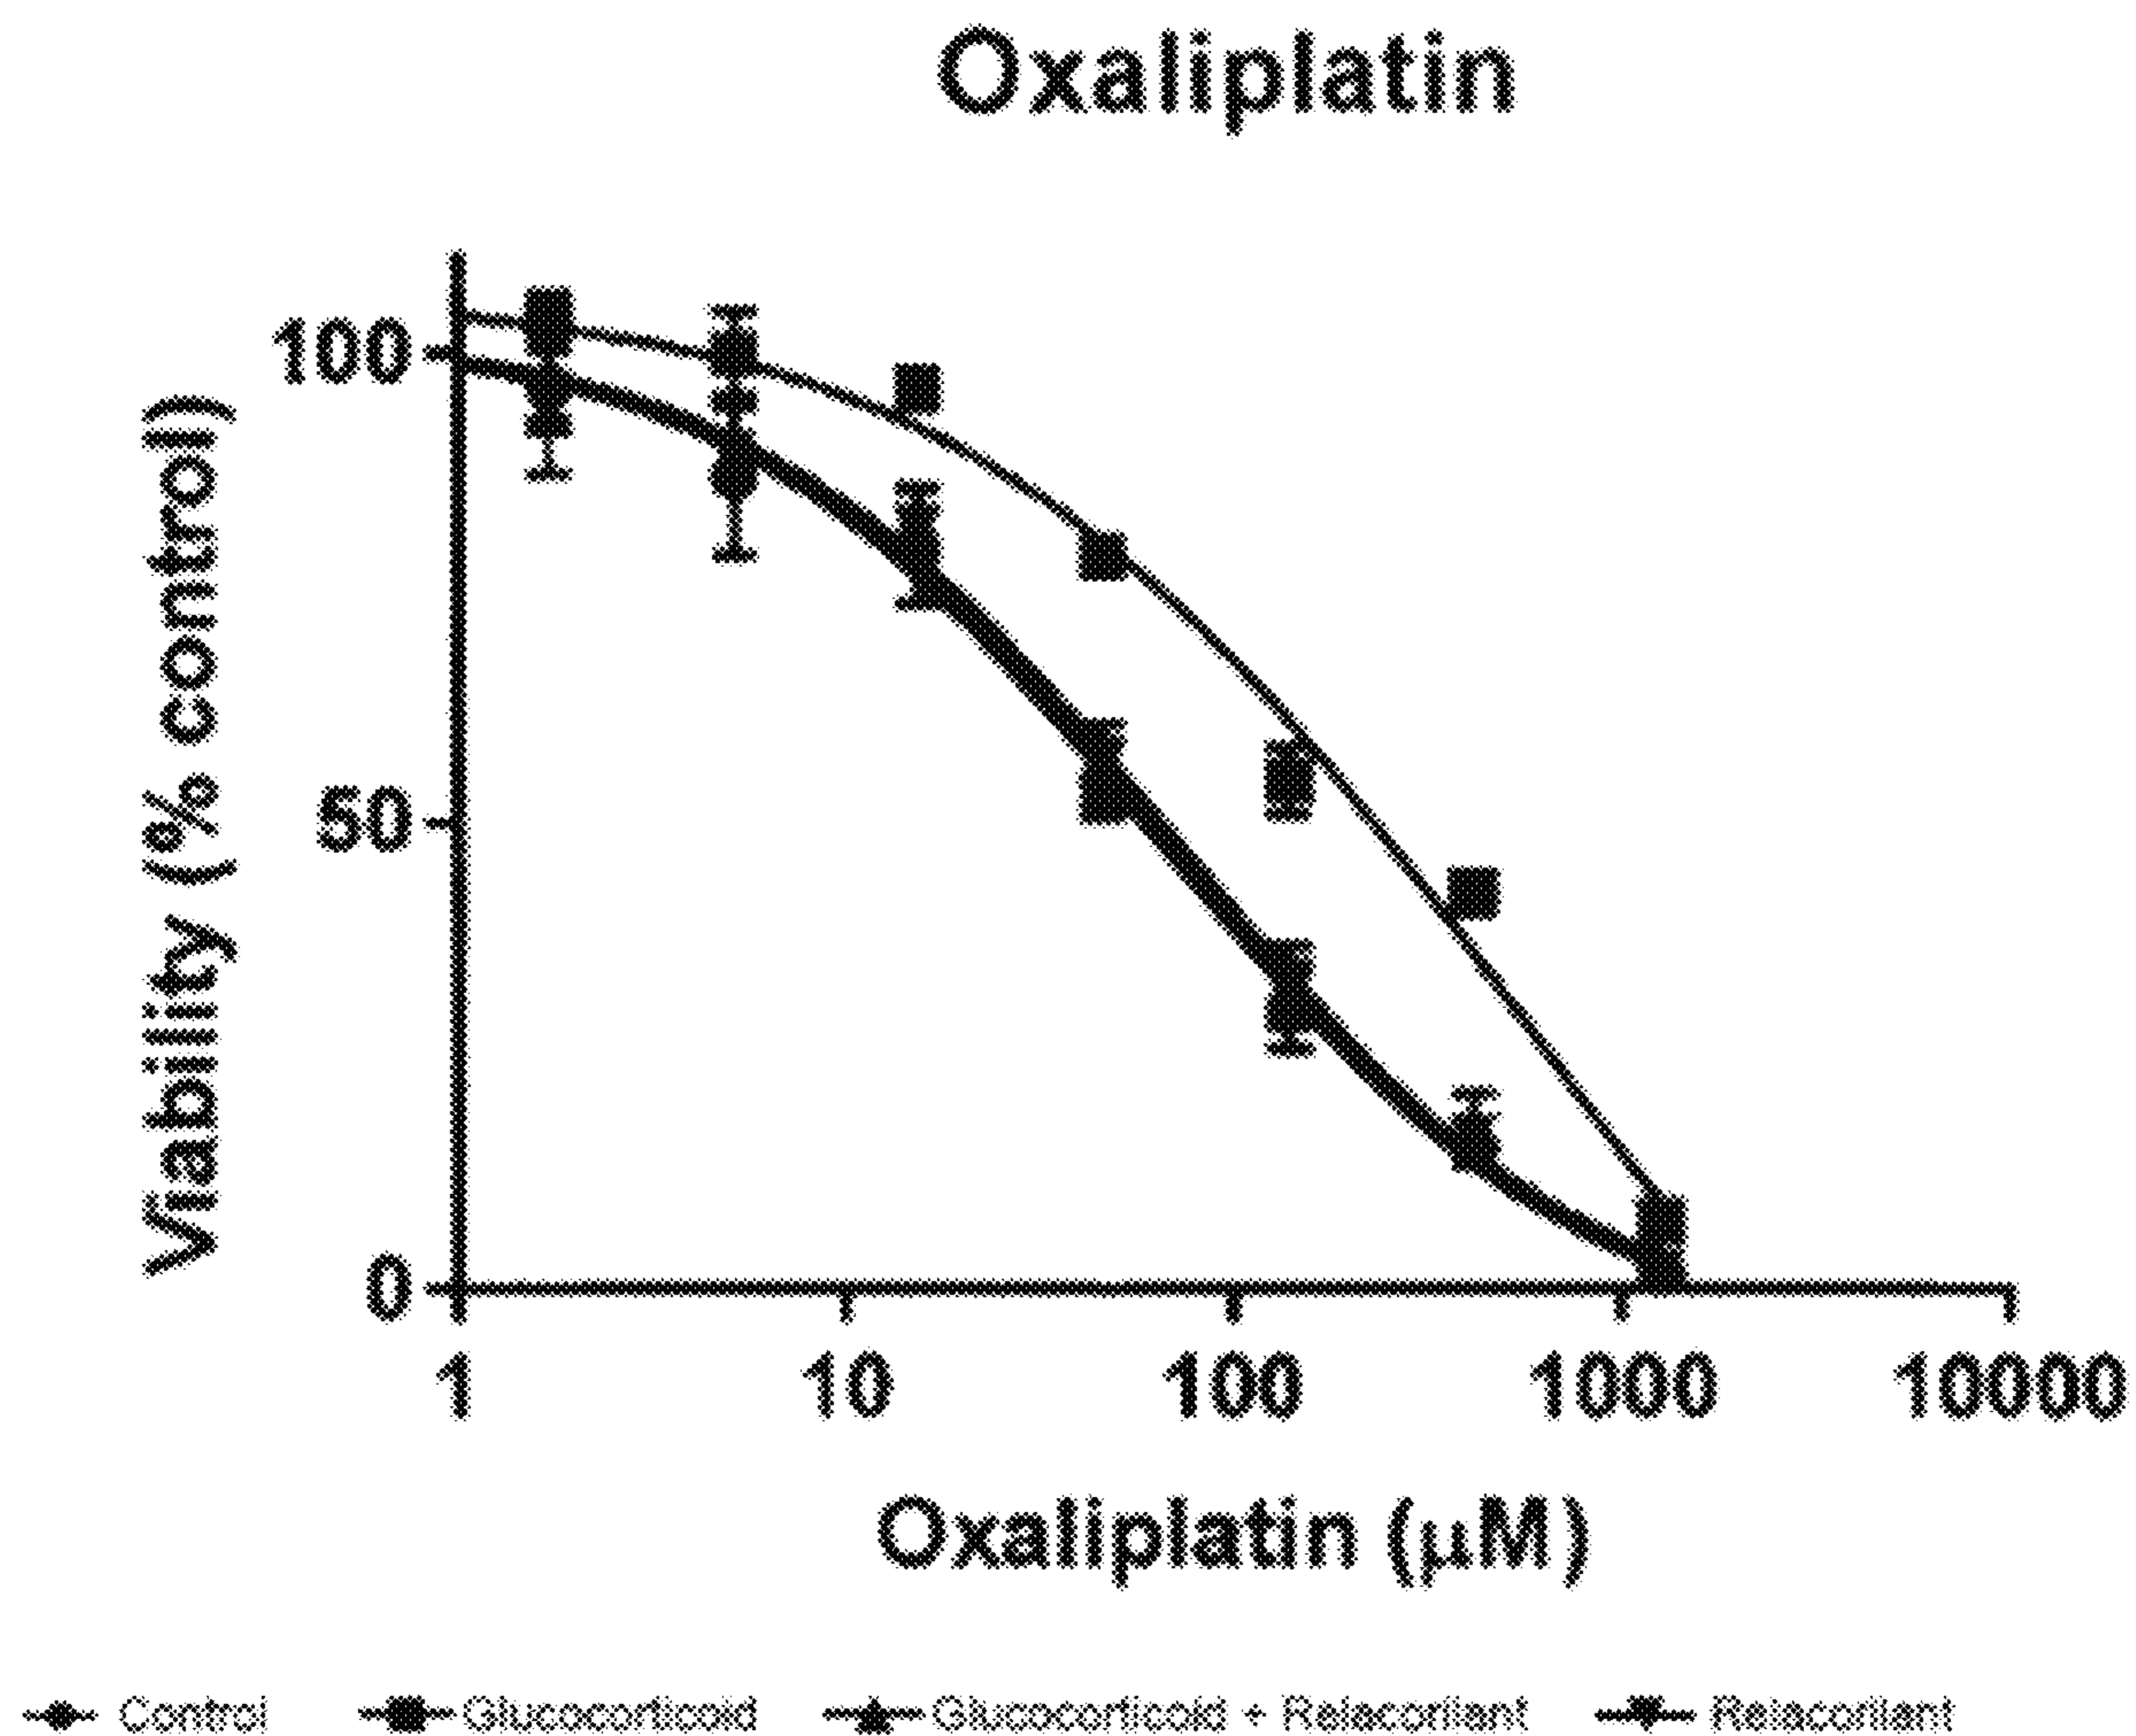 Oxaliplatin
100
50
0
Viability (% control)
1 10 100 1000 10000
Oxaliplatin (μM)
Control Glucocorticoid Glucocorticoid + Relacorilant Relacorilant